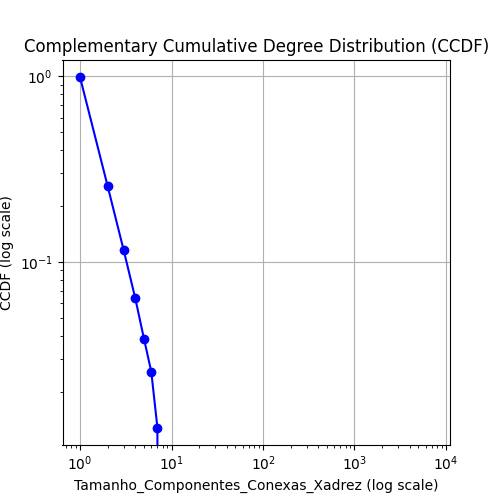 Complementary Cumulative Degree Distribution (CCDF)
CCDF (log scale)
10⁰
10⁻¹
10⁰ 10¹ 10² 10³ 10⁴
Tamanho_Componentes_Conexas_Xadrez (log scale)